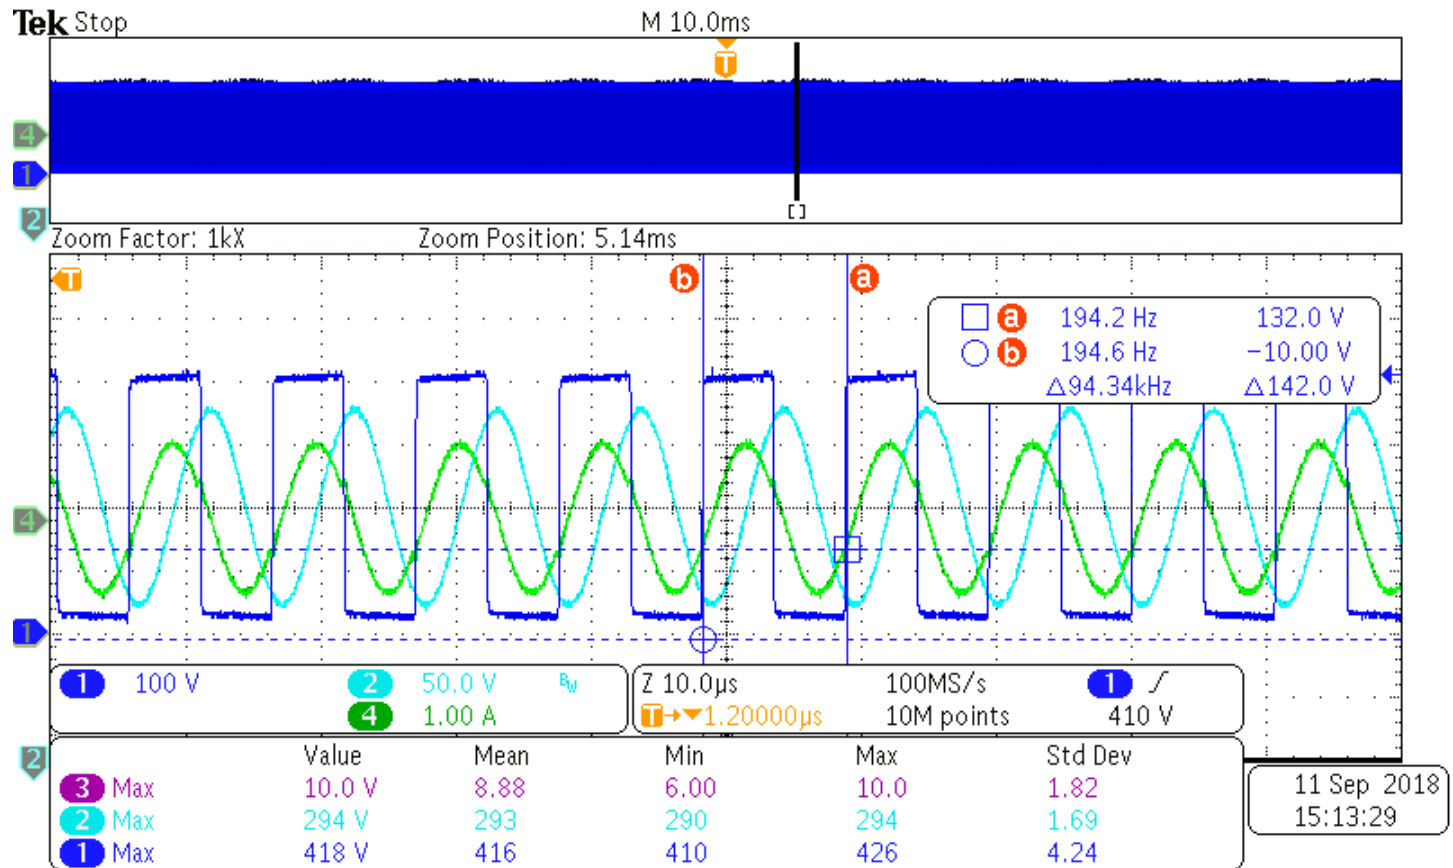 Tek Stop M 10.0ms
T
4
1
2
Zoom Factor: 1kX Zoom Position: 5.14ms
T b a
a 194.2 Hz 132.0 V
b 194.6 Hz −10.00 V
△94.34kHz △142.0 V
4
1
1 100 V 2 50.0 V BW Z 10.0µs 100MS/s 1 410 V
4 1.00 A T→▼1.20000µs 10M points
2
Value Mean Min Max Std Dev
3 Max 10.0 V 8.88 6.00 10.0 1.82
2 Max 294 V 293 290 294 1.69
1 Max 418 V 416 410 426 4.24
11 Sep 2018
15:13:29